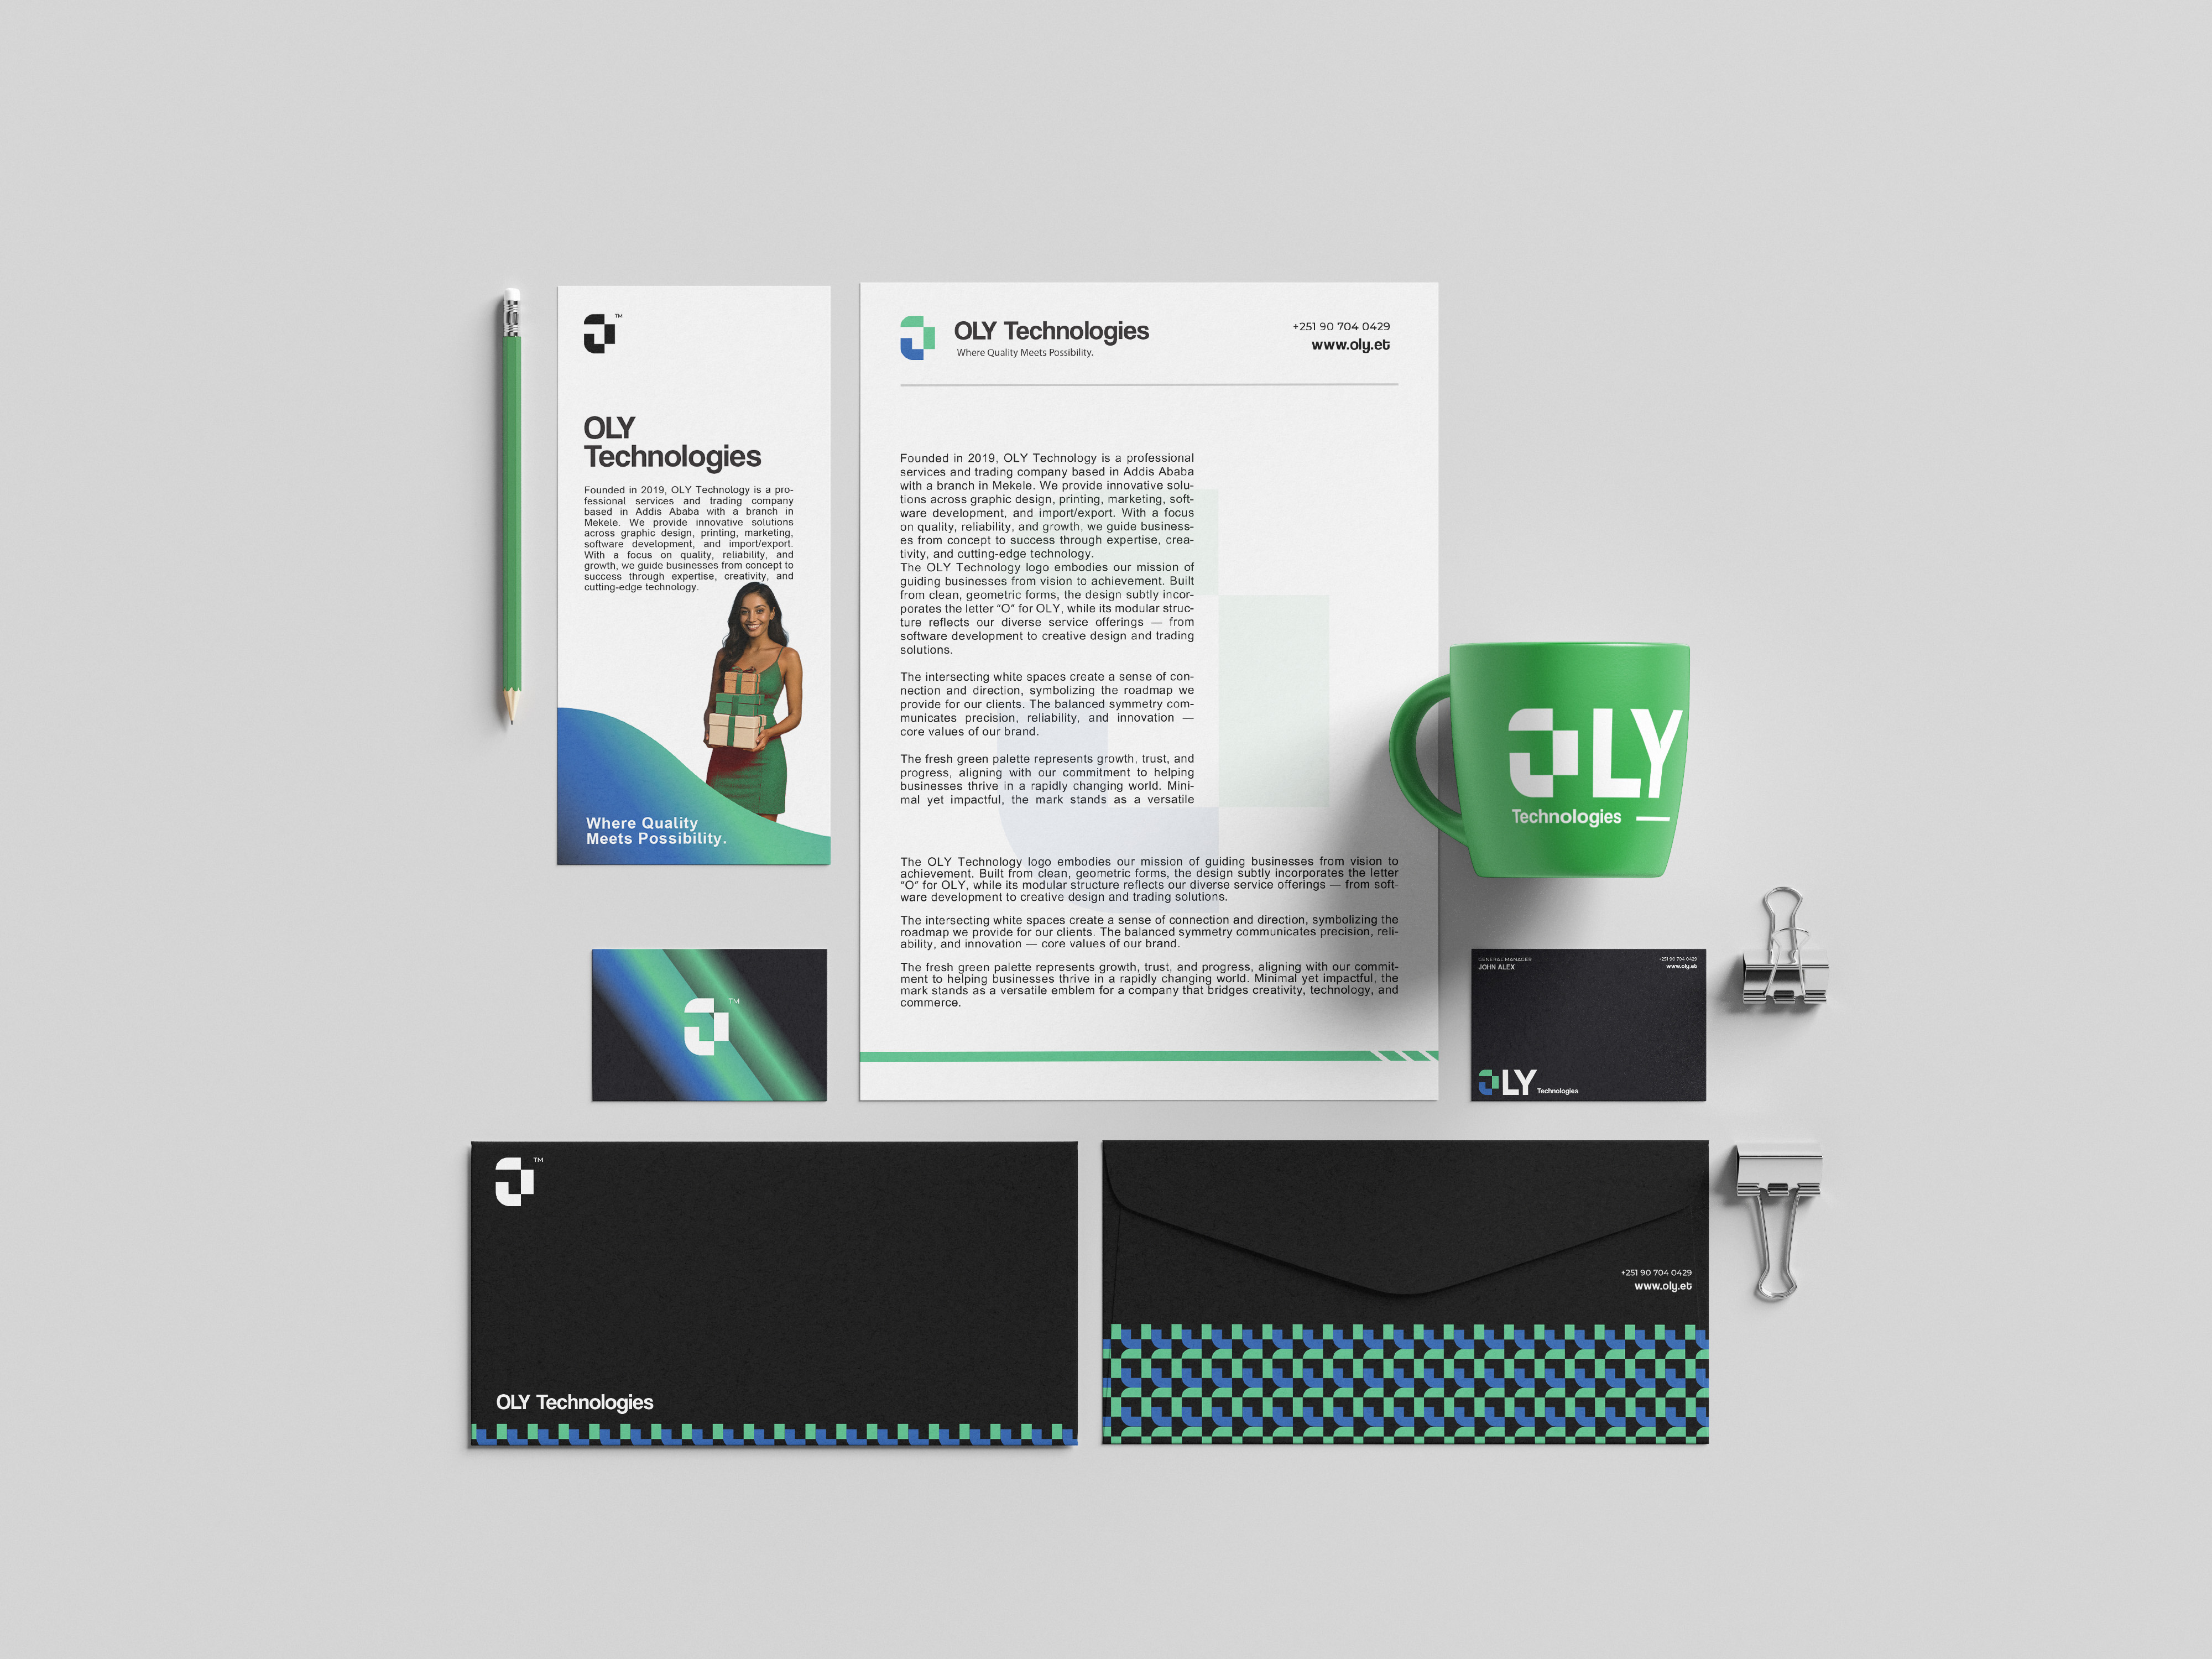 TM
OLY
Technologies
Founded in 2019, OLY Technology is a pro-
fessional services and trading company
based in Addis Ababa with a branch in
Mekele. We provide innovative solutions
across graphic design, printing, marketing,
software development, and import/export.
With a focus on quality, reliability, and
growth, we guide businesses from concept to
success through expertise, creativity, and
cutting-edge technology.
Where Quality
Meets Possibility.
OLY Technologies
Where Quality Meets Possibility.
+251 90 704 0429
www.oly.et
Founded in 2019, OLY Technology is a professional
services and trading company based in Addis Ababa
with a branch in Mekele. We provide innovative solu-
tions across graphic design, printing, marketing, soft-
ware development, and import/export. With a focus
on quality, reliability, and growth, we guide business-
es from concept to success through expertise, crea-
tivity, and cutting-edge technology.
The OLY Technology logo embodies our mission of
guiding businesses from vision to achievement. Built
from clean, geometric forms, the design subtly incor-
porates the letter “O” for OLY, while its modular struc-
ture reflects our diverse service offerings — from
software development to creative design and trading
solutions.
The intersecting white spaces create a sense of con-
nection and direction, symbolizing the roadmap we
provide for our clients. The balanced symmetry com-
municates precision, reliability, and innovation —
core values of our brand.
The fresh green palette represents growth, trust, and
progress, aligning with our commitment to helping
businesses thrive in a rapidly changing world. Mini-
mal yet impactful, the mark stands as a versatile
The OLY Technology logo embodies our mission of guiding businesses from vision to
achievement. Built from clean, geometric forms, the design subtly incorporates the letter
“O” for OLY, while its modular structure reflects our diverse service offerings — from soft-
ware development to creative design and trading solutions.
The intersecting white spaces create a sense of connection and direction, symbolizing the
roadmap we provide for our clients. The balanced symmetry communicates precision, reli-
ability, and innovation — core values of our brand.
The fresh green palette represents growth, trust, and progress, aligning with our commit-
ment to helping businesses thrive in a rapidly changing world. Minimal yet impactful, the
mark stands as a versatile emblem for a company that bridges creativity, technology, and
commerce.
OLY
Technologies
TM
GENERAL MANAGER
JOHN ALEX
+251 90 704 0429
www.oly.et
OLY Technologies
TM
OLY Technologies
+251 90 704 0429
www.oly.et